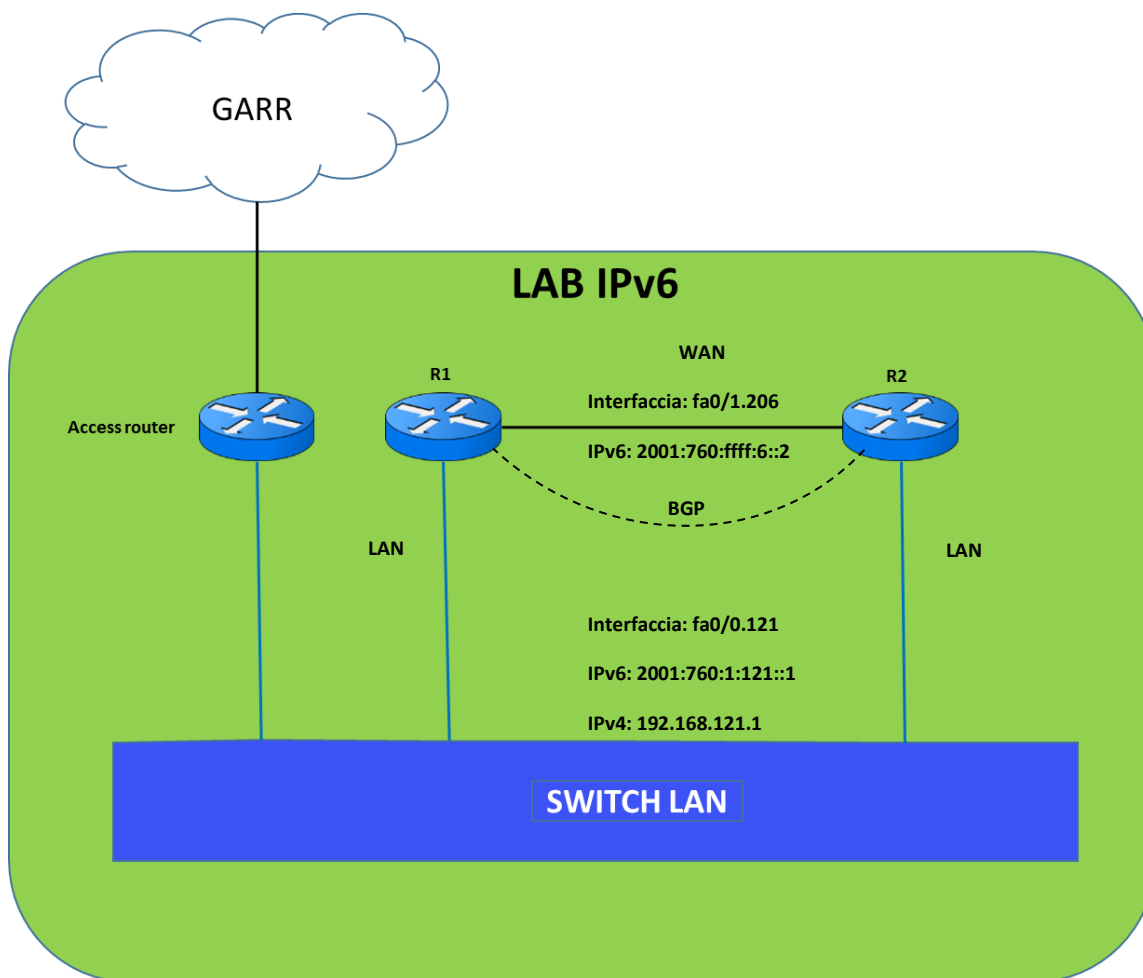 GARR
LAB IPv6
WAN
R1
R2
Interfaccia: fa0/1.206
Access router
IPv6: 2001:760:ffff:6::2
BGP
LAN
LAN
Interfaccia: fa0/0.121
IPv6: 2001:760:1:121::1
IPv4: 192.168.121.1
SWITCH LAN